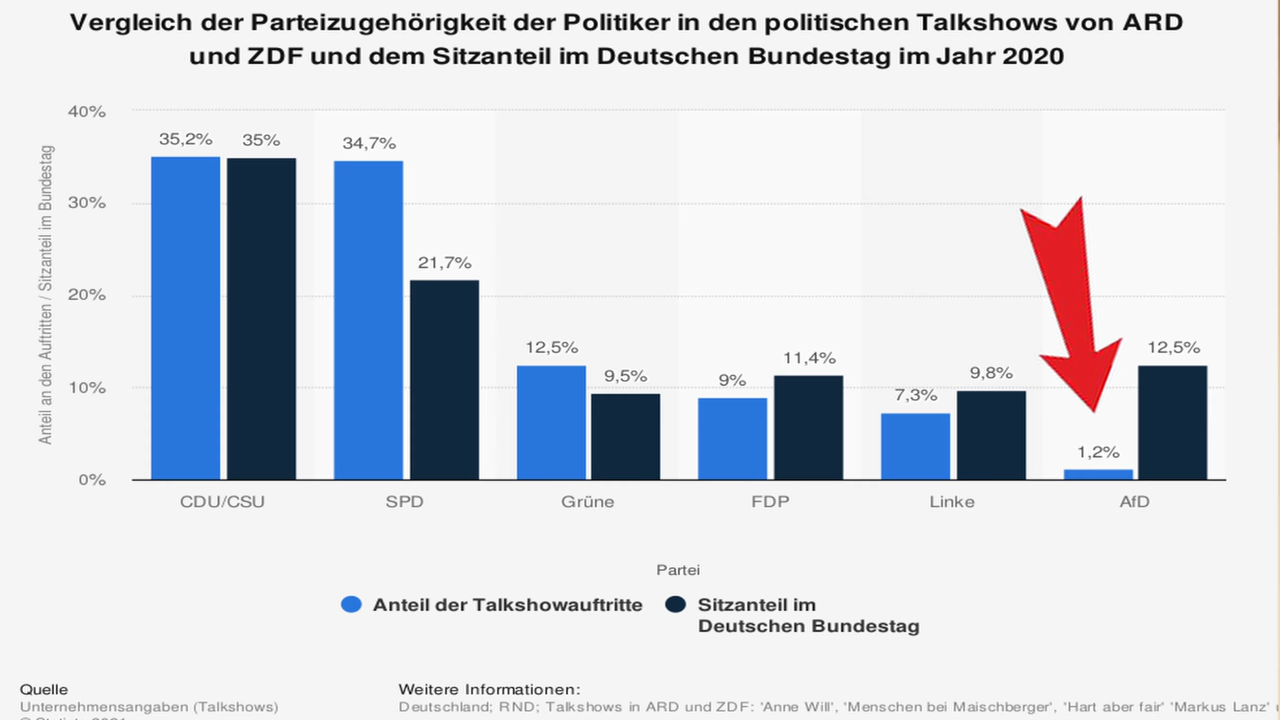 Vergleich der Parteizugehörigkeit der Politiker in den politischen Talkshows von ARD
und ZDF und dem Sitzanteil im Deutschen Bundestag im Jahr 2020
Anteil an den Auftritten / Sitzanteil im Bundestag
40%
30%
20%
10%
0%
35,2%
35%
34,7%
21,7%
12,5%
9,5%
9%
11,4%
7,3%
9,8%
1,2%
12,5%
CDU/CSU
SPD
Grüne
FDP
Linke
AfD
Partei
Anteil der Talkshowauftritte
Sitzanteil im
Deutschen Bundestag
Quelle
Unternehmensangaben (Talkshows)
Weitere Informationen:
Deutschland; RND; Talkshows in ARD und ZDF: 'Anne Will', 'Menschen bei Maischberger', 'Hart aber fair' 'Markus Lanz'